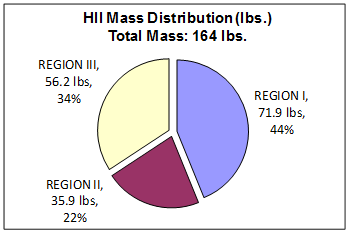 HII Mass Distribution (lbs.)
Total Mass: 164 lbs.
REGION III,
56.2 lbs,
34%
REGION I,
71.9 lbs,
44%
REGION II,
35.9 lbs,
22%